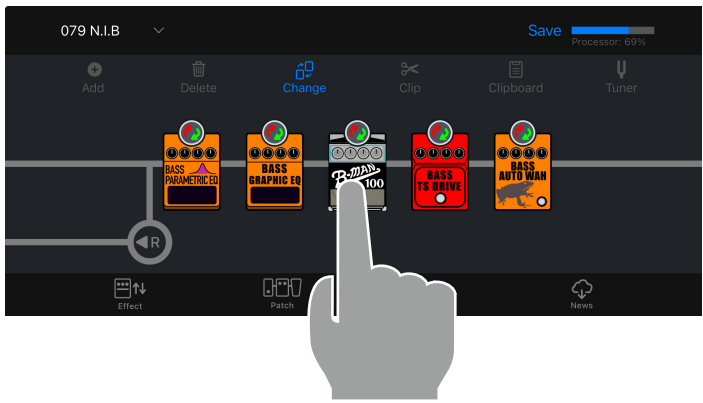 079 N.I.B
Save
Processor: 69%
Add
Delete
Change
Clip
Clipboard
Tuner
BASS
PARAMETRIC EQ
BASS
GRAPHIC EQ
B-MAN
100
BASS
TS DRIVE
BASS
AUTO WAH
R
Effect
Patch
News